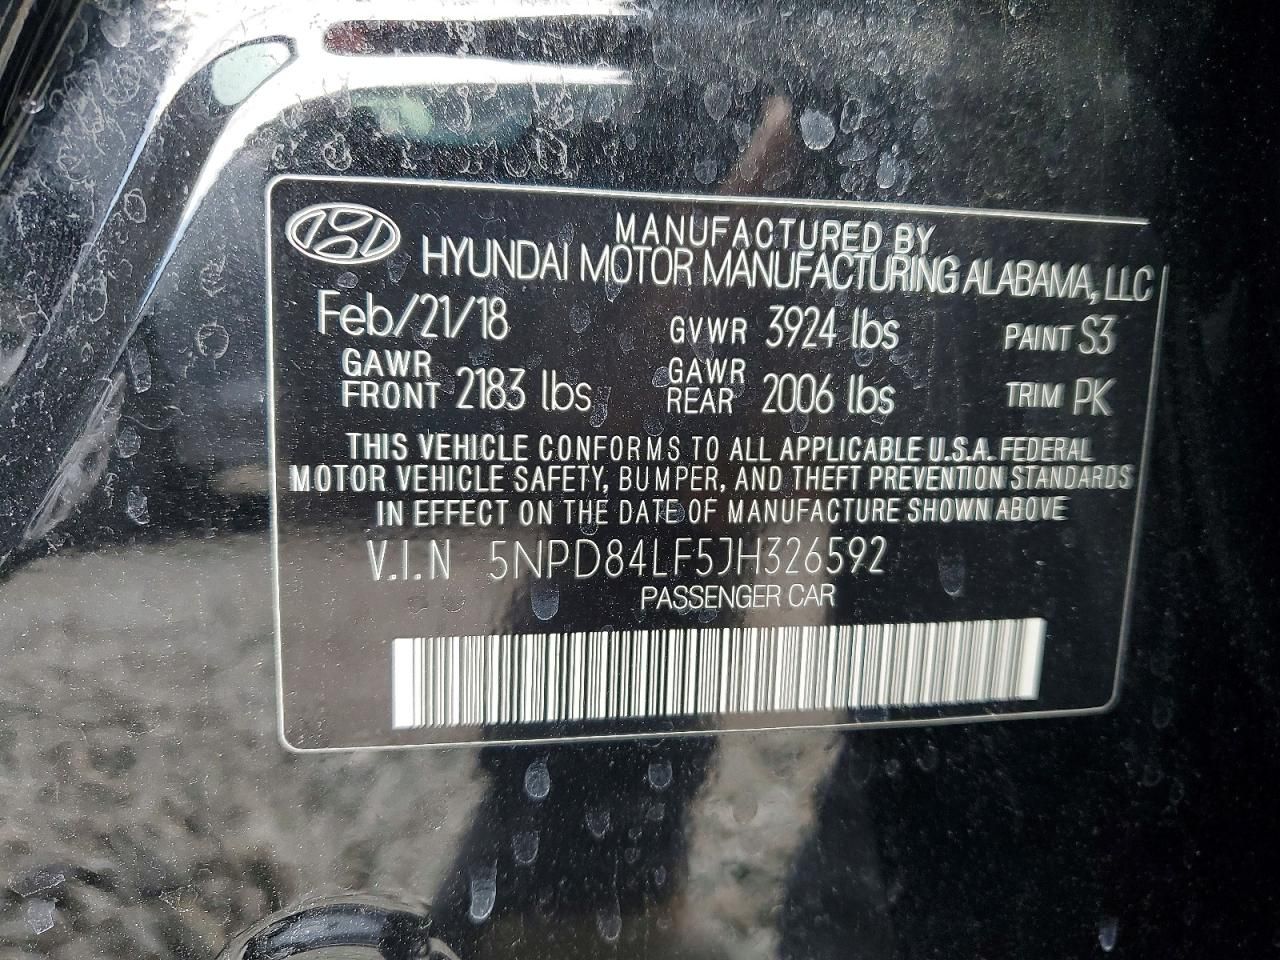 MANUFACTURED BY
HYUNDAI MOTOR MANUFACTURING ALABAMA, LLC
Feb/21/18 GVWR 3924 lbs PAINT S3
GAWR FRONT 2183 lbs GAWR REAR 2006 lbs TRIM PK
THIS VEHICLE CONFORMS TO ALL APPLICABLE U.S.A. FEDERAL
MOTOR VEHICLE SAFETY, BUMPER, AND THEFT PREVENTION STANDARDS
IN EFFECT ON THE DATE OF MANUFACTURE SHOWN ABOVE
V.I.N 5NPD84LF5JH326592
PASSENGER CAR